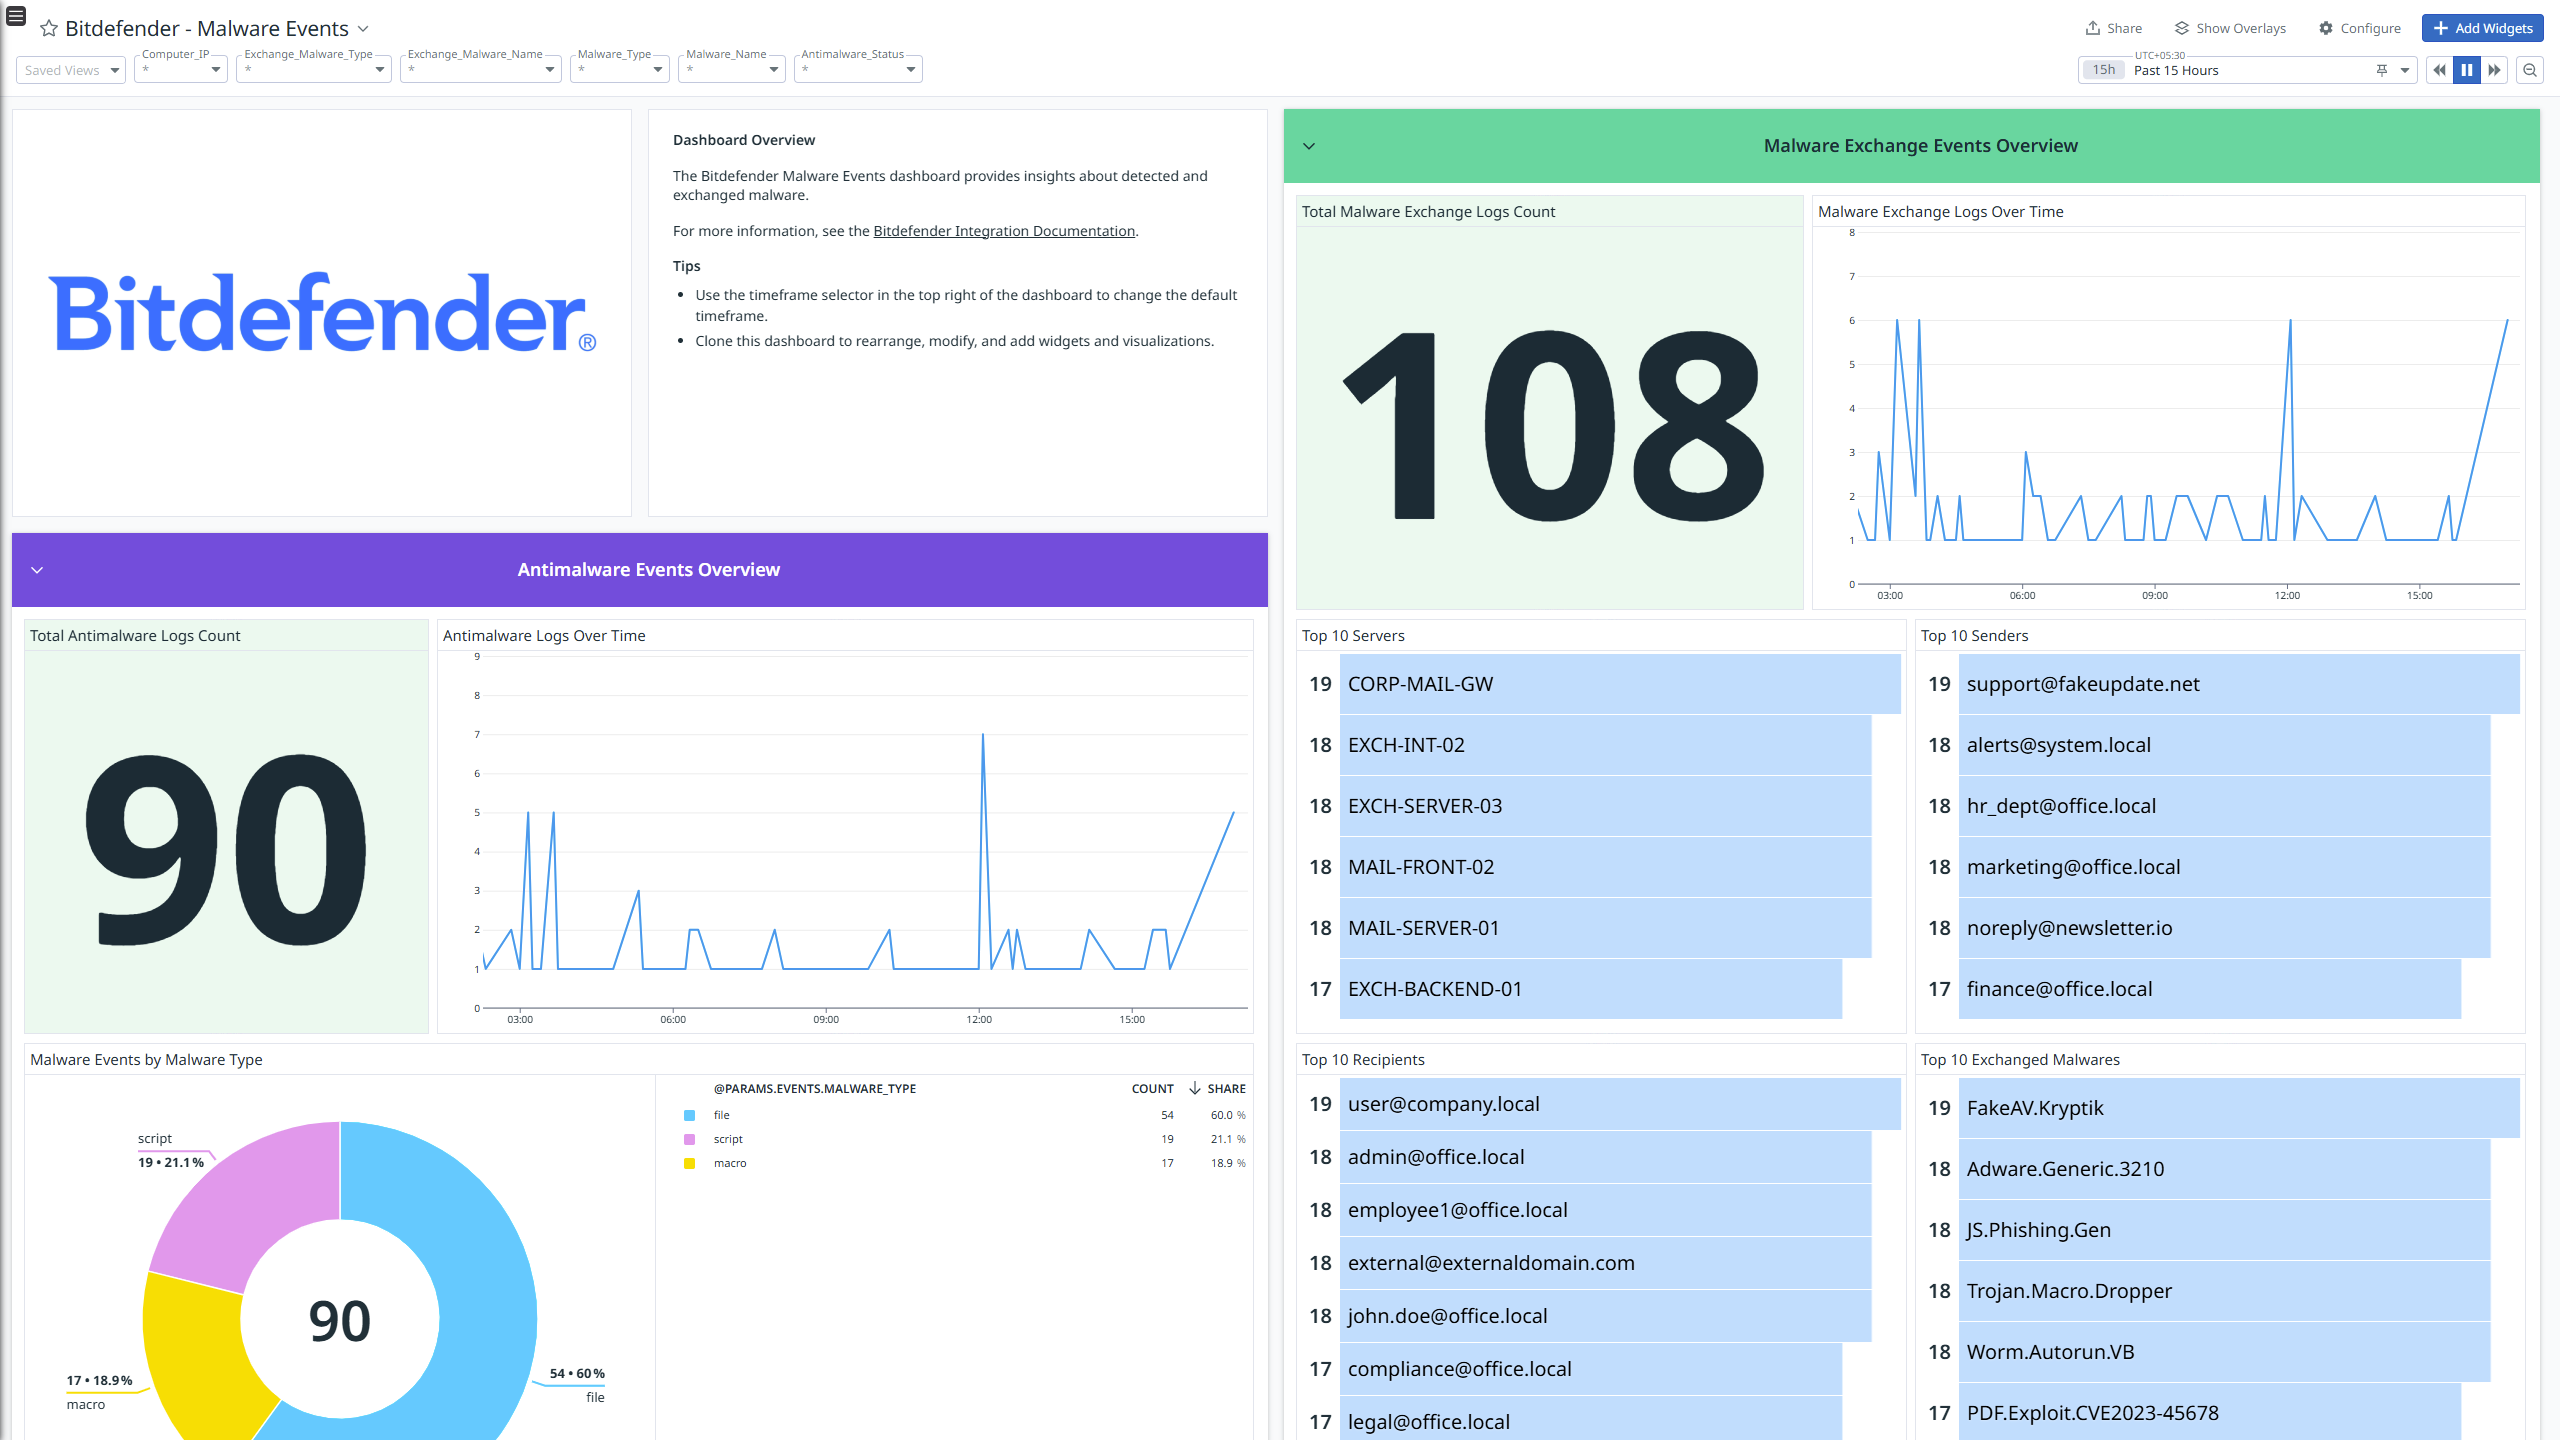 Bitdefender - Malware Events
Share
Show Overlays
Configure
Add Widgets
Saved Views
Computer_IP
*
Exchange_Malware_Type
*
Exchange_Malware_Name
*
Malware_Type
*
Malware_Name
*
Antimalware_Status
*
UTC+05:30
15h
Past 15 Hours
Bitdefender®
Dashboard Overview
The Bitdefender Malware Events dashboard provides insights about detected and
exchanged malware.
For more information, see the Bitdefender Integration Documentation.
Tips
• Use the timeframe selector in the top right of the dashboard to change the default
timeframe.
• Clone this dashboard to rearrange, modify, and add widgets and visualizations.
Antimalware Events Overview
Total Antimalware Logs Count
90
Antimalware Logs Over Time
9
8
7
6
5
4
3
2
1
0
03:00
06:00
09:00
12:00
15:00
Malware Events by Malware Type
script
19 • 21.1%
17 • 18.9%
macro
54 • 60%
file
90
@PARAMS.EVENTS.MALWARE_TYPE COUNT SHARE
file 54 60.0 %
script 19 21.1 %
macro 17 18.9 %
Malware Exchange Events Overview
Total Malware Exchange Logs Count
108
Malware Exchange Logs Over Time
8
7
6
5
4
3
2
1
0
03:00
06:00
09:00
12:00
15:00
Top 10 Servers
19 CORP-MAIL-GW
18 EXCH-INT-02
18 EXCH-SERVER-03
18 MAIL-FRONT-02
18 MAIL-SERVER-01
17 EXCH-BACKEND-01
Top 10 Senders
19 support@fakeupdate.net
18 alerts@system.local
18 hr_dept@office.local
18 marketing@office.local
18 noreply@newsletter.io
17 finance@office.local
Top 10 Recipients
19 user@company.local
18 admin@office.local
18 employee1@office.local
18 external@externaldomain.com
18 john.doe@office.local
17 compliance@office.local
17 legal@office.local
Top 10 Exchanged Malwares
19 FakeAV.Kryptik
18 Adware.Generic.3210
18 JS.Phishing.Gen
18 Trojan.Macro.Dropper
18 Worm.Autorun.VB
17 PDF.Exploit.CVE2023-45678